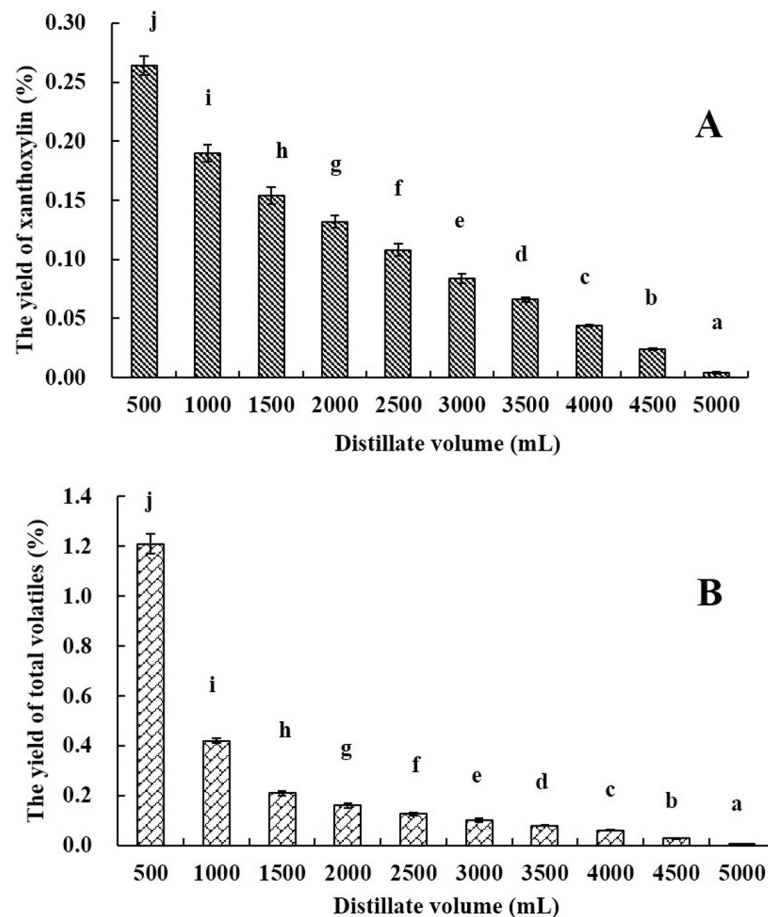 j
0.30
i
0.25
A
0.20
h
g
0.15
f
e
0.10
d
c
0.05
b
a
0.00
The yield of xanthoxylin (%)
500 1000 1500 2000 2500 3000 3500 4000 4500 5000
Distillate volume (mL)
1.4
j
1.2
1.0
B
0.8
i
0.6
h
0.4
g
f
e
d
c
b
a
0.2
0.0
The yield of total volatiles (%)
500 1000 1500 2000 2500 3000 3500 4000 4500 5000
Distillate volume (mL)